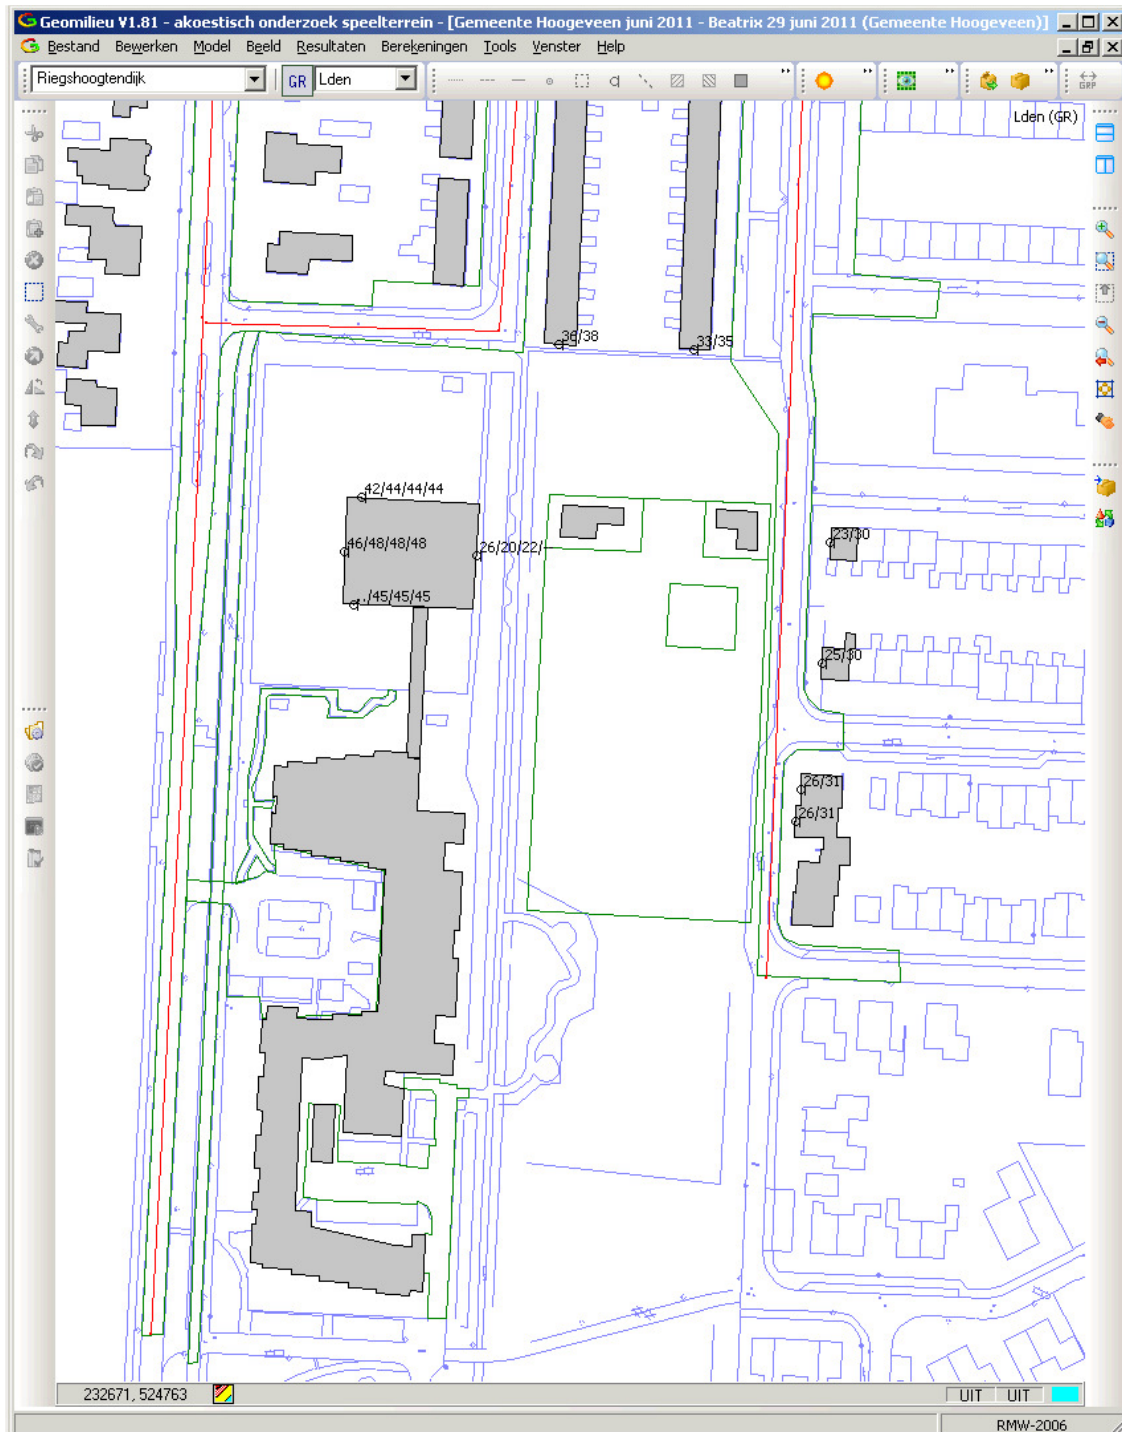 Geomilieu V1.81 - akoestisch onderzoek speelterrein - [Gemeente Hoogeveen juni 2011 - Beatrix 29 juni 2011 (Gemeente Hoogeveen)]
Bestand Bewerken Model Beeld Resultaten Berekeningen Tools Venster Help
Riegshoogtendijk GR Lden GRP
Lden (GR)
36/38
33/35
42/44/44/44
46/48/48/48
26/20/22/--
23/30
/45/45/45
25/30
26/31
26/31
232671, 524763 UIT UIT
RMW-2006